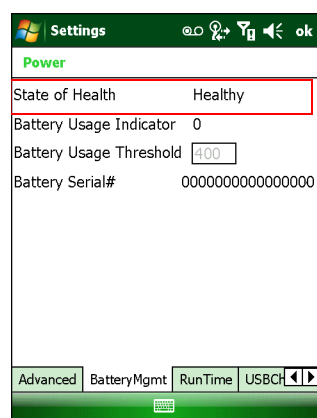 Settings ok
Power
State of Health Healthy
Battery Usage Indicator 0
Battery Usage Threshold 400
Battery Serial# 0000000000000000
Advanced BatteryMgmt RunTime USBCh